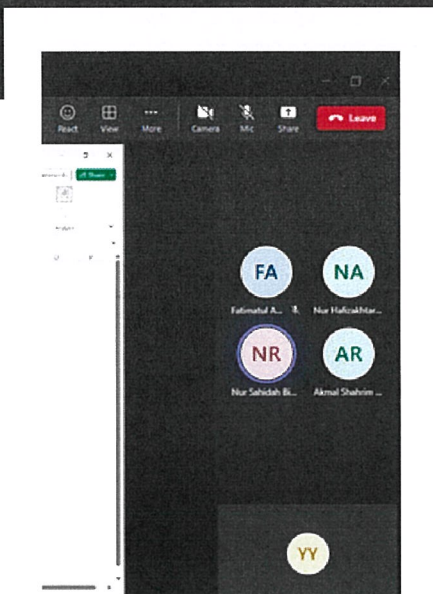 React View More Camera Mic Share Leave
Share
FA NA
Fatimatul A... Nur Hafizakhtar...
NR AR
Nur Sahidah Bi... Akmal Shahrim ...
YY